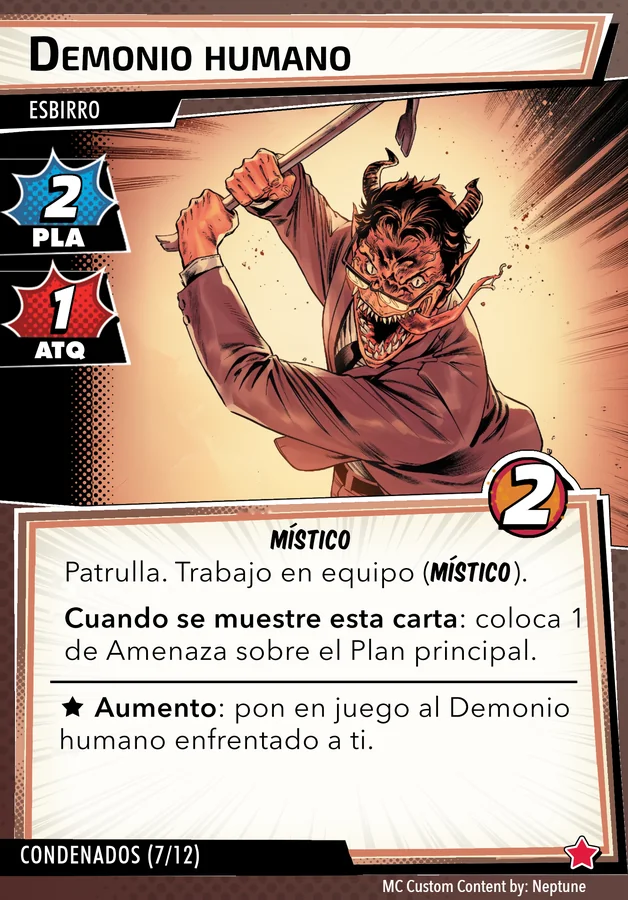 Demonio humano
ESBIRRO
2
PLA
1
ATQ
2
MÍSTICO
Patrulla. Trabajo en equipo (MÍSTICO).
Cuando se muestre esta carta: coloca 1
de Amenaza sobre el Plan principal.
★ Aumento: pon en juego al Demonio
humano enfrentado a ti.
CONDENADOS (7/12)
MC Custom Content by: Neptune